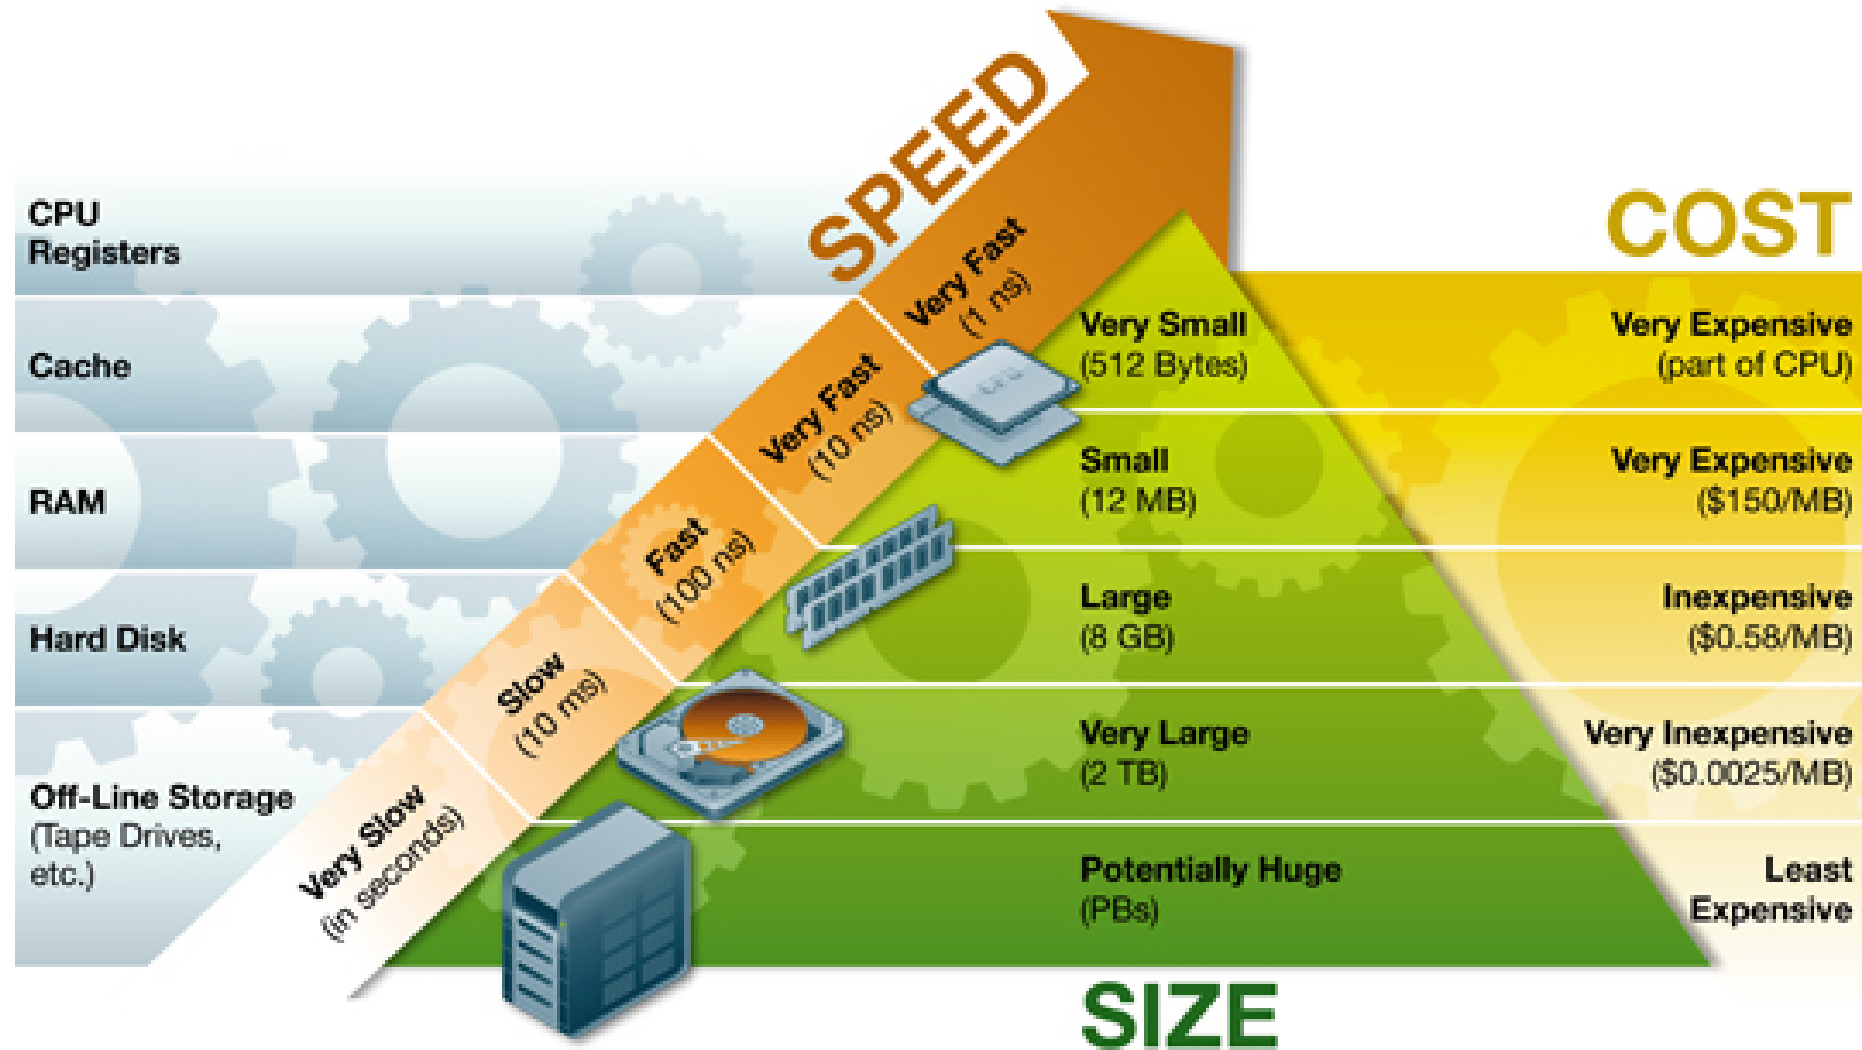 SPEED
COST
SIZE
CPU
Registers
Very Fast
(1 ns)
Very Small
(512 Bytes)
Very Expensive
(part of CPU)
Cache
Very Fast
(10 ns)
Small
(12 MB)
Very Expensive
($150/MB)
RAM
Fast
(100 ns)
Large
(8 GB)
Inexpensive
($0.58/MB)
Hard Disk
Slow
(10 ms)
Very Large
(2 TB)
Very Inexpensive
($0.0025/MB)
Off-Line Storage
(Tape Drives,
etc.)
Very Slow
(in seconds)
Potentially Huge
(PBs)
Least
Expensive
CPU